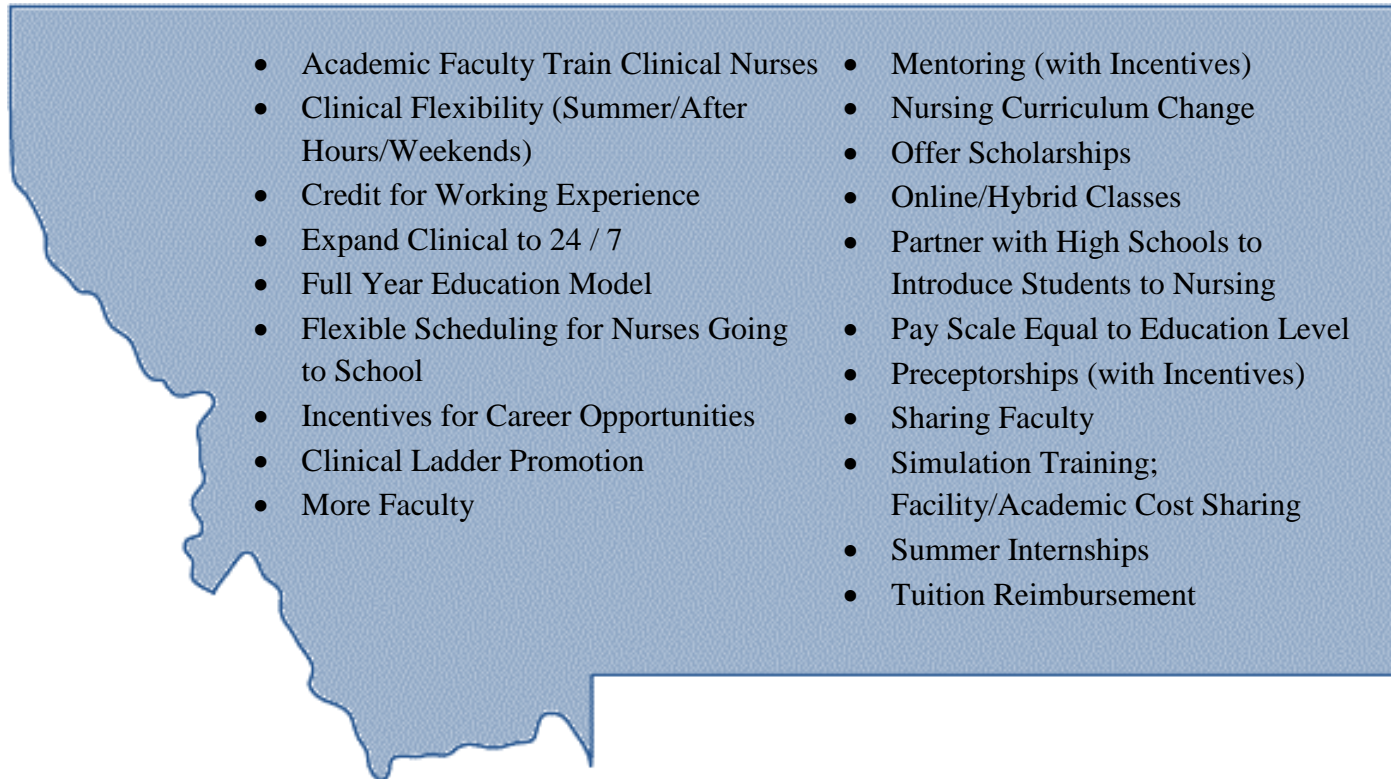 • Academic Faculty Train Clinical Nurses
• Clinical Flexibility (Summer/After
Hours/Weekends)
• Credit for Working Experience
• Expand Clinical to 24 / 7
• Full Year Education Model
• Flexible Scheduling for Nurses Going
to School
• Incentives for Career Opportunities
• Clinical Ladder Promotion
• More Faculty
• Mentoring (with Incentives)
• Nursing Curriculum Change
• Offer Scholarships
• Online/Hybrid Classes
• Partner with High Schools to
Introduce Students to Nursing
• Pay Scale Equal to Education Level
• Preceptorships (with Incentives)
• Sharing Faculty
• Simulation Training;
Facility/Academic Cost Sharing
• Summer Internships
• Tuition Reimbursement